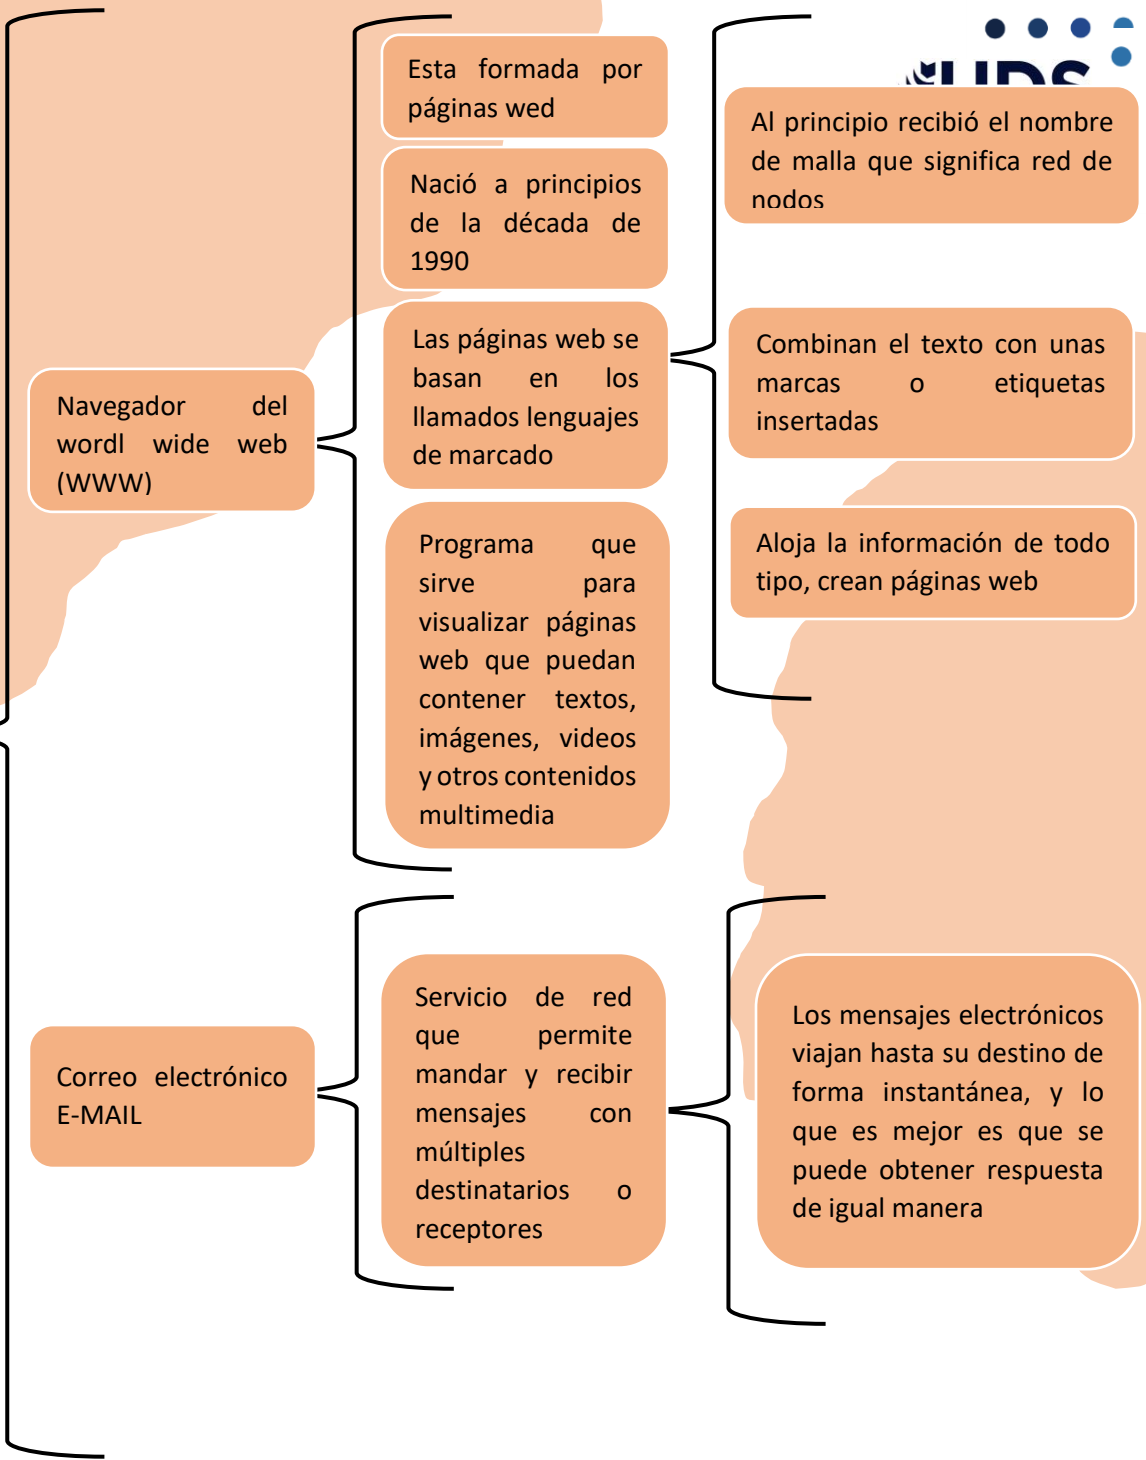 UDS
Esta formada por
páginas wed
Nació a principios
de la década de
1990
Las páginas web se
basan en los
llamados lenguajes
de marcado
Programa que
sirve para
visualizar páginas
web que puedan
contener textos,
imágenes, videos
y otros contenidos
multimedia
Navegador del
wordl wide web
(WWW)
Al principio recibió el nombre
de malla que significa red de
nodos
Combinan el texto con unas
marcas o etiquetas
insertadas
Aloja la información de todo
tipo, crean páginas web
Correo electrónico
E-MAIL
Servicio de red
que permite
mandar y recibir
mensajes con
múltiples
destinatarios o
receptores
Los mensajes electrónicos
viajan hasta su destino de
forma instantánea, y lo
que es mejor es que se
puede obtener respuesta
de igual manera